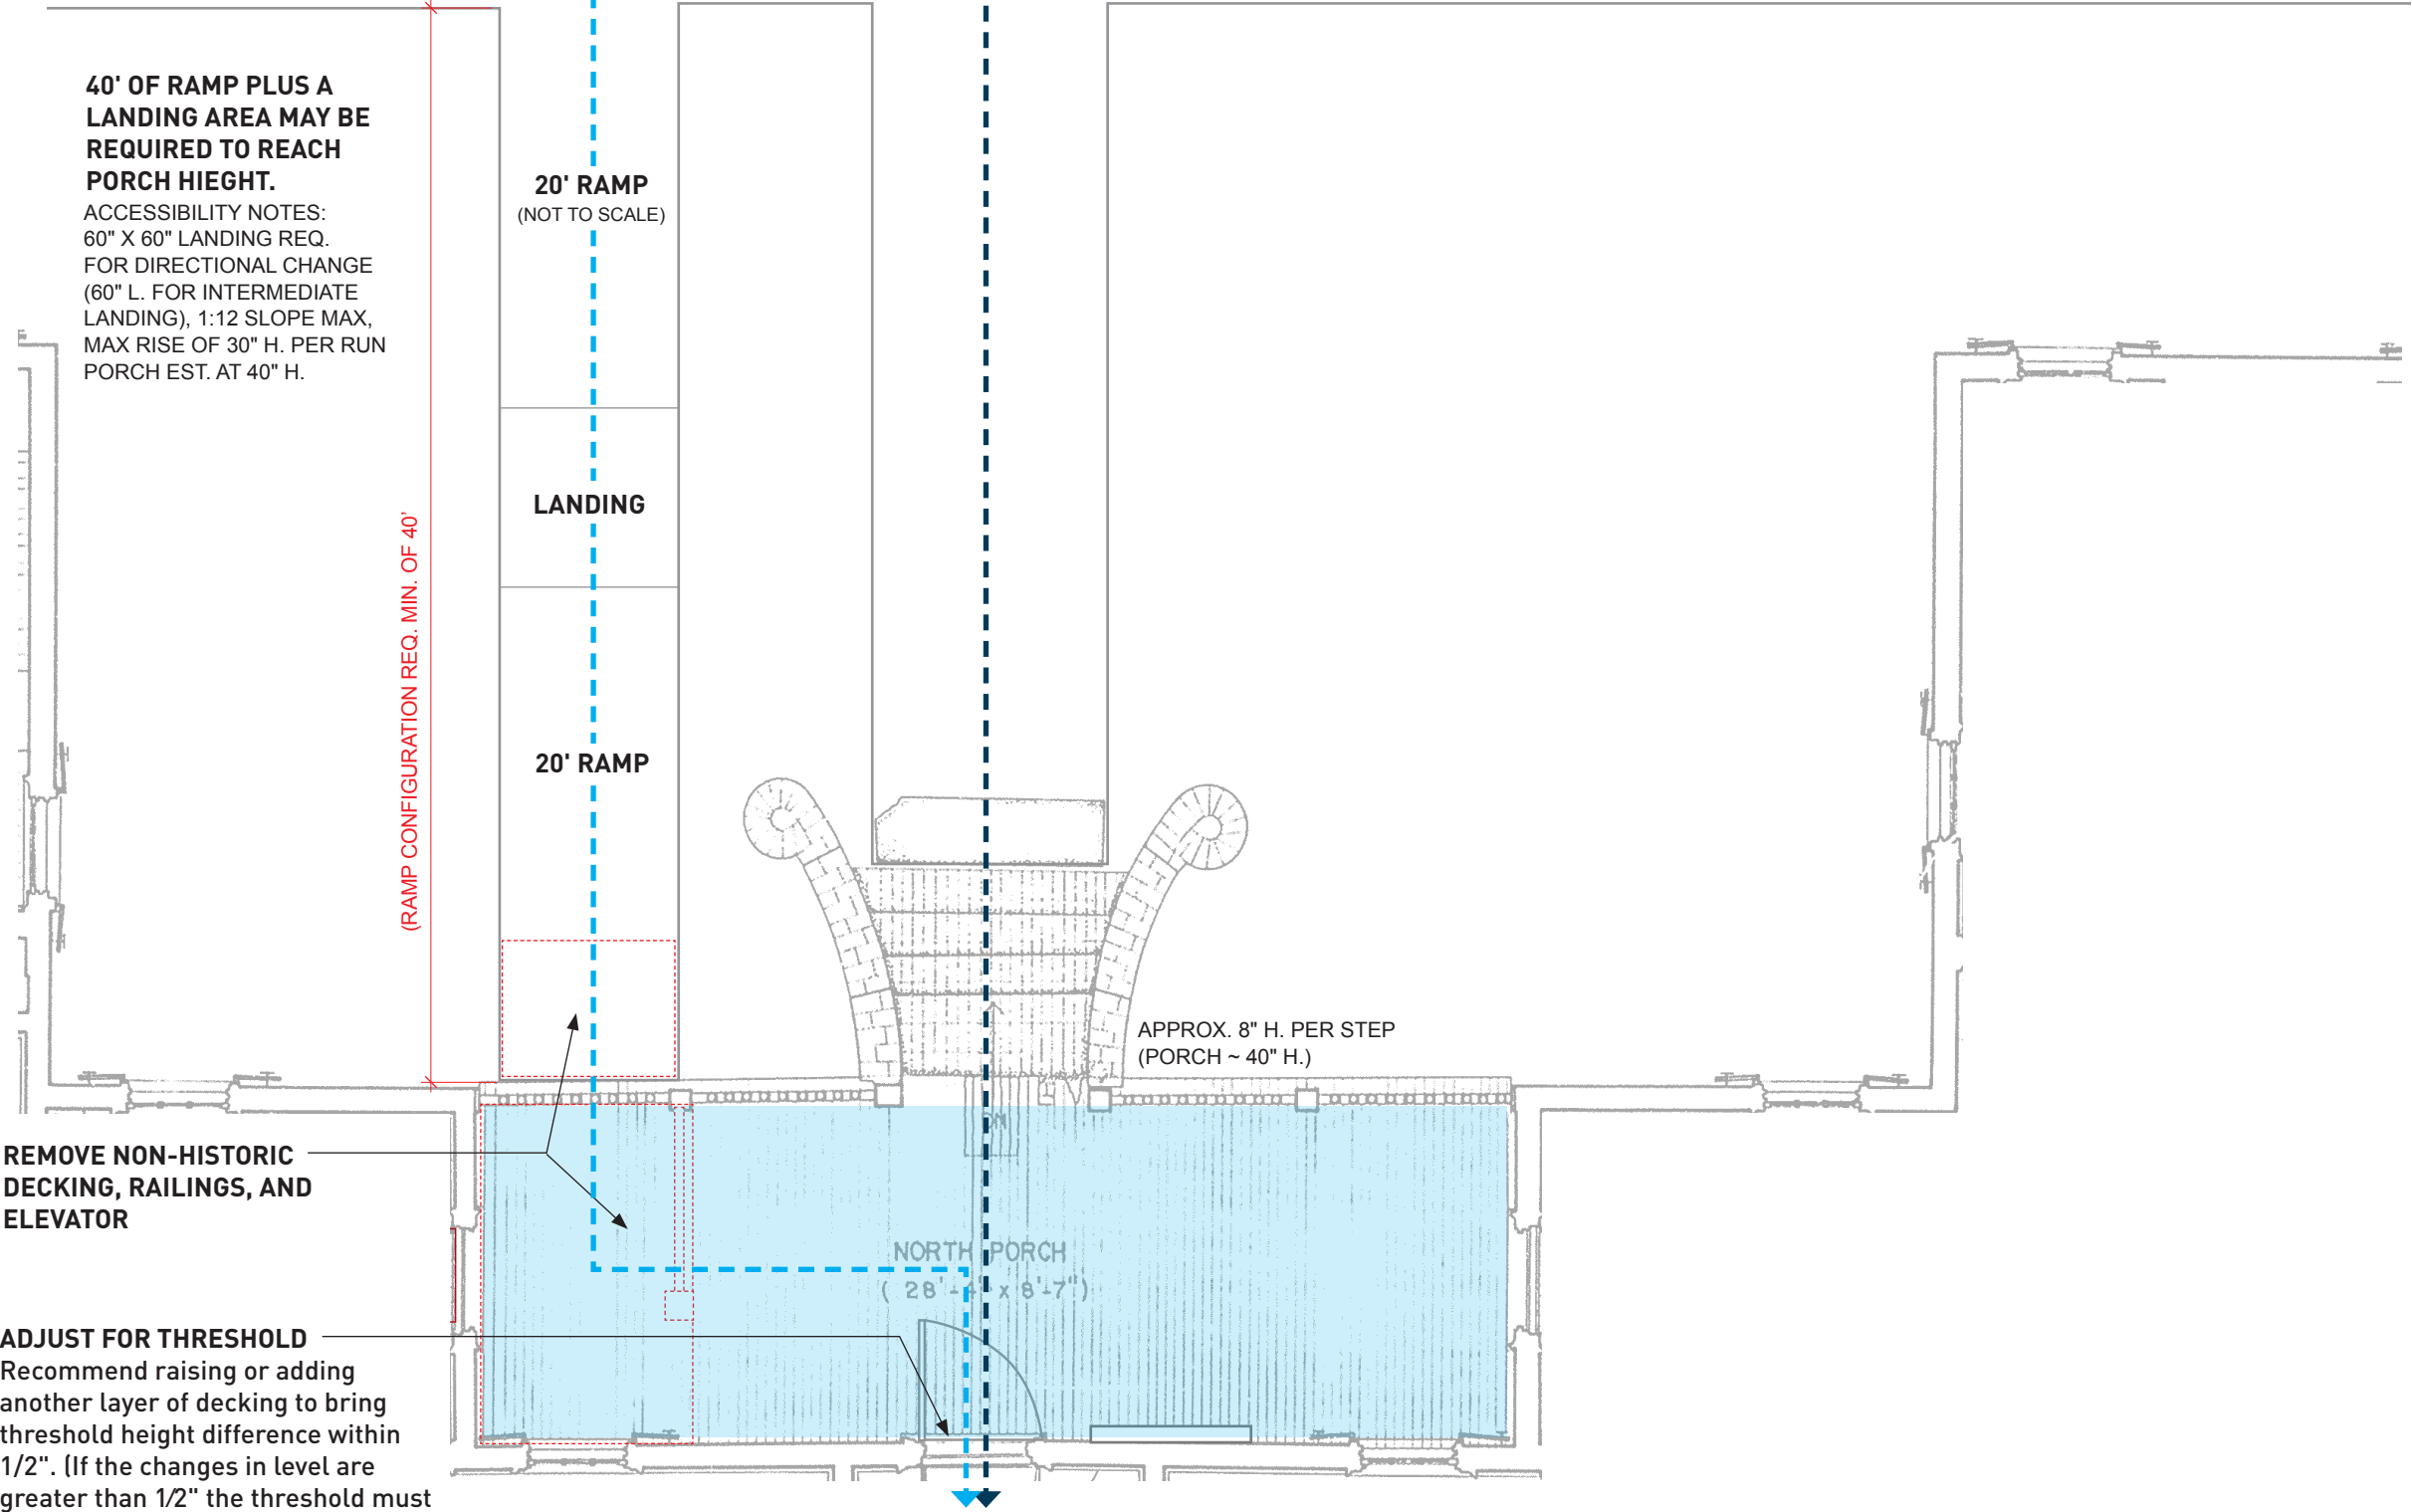 40' OF RAMP PLUS A
LANDING AREA MAY BE
REQUIRED TO REACH
PORCH HIEGHT.
ACCESSIBILITY NOTES:
60" X 60" LANDING REQ.
FOR DIRECTIONAL CHANGE
(60" L. FOR INTERMEDIATE
LANDING), 1:12 SLOPE MAX,
MAX RISE OF 30" H. PER RUN
PORCH EST. AT 40" H.
20' RAMP
(NOT TO SCALE)
LANDING
(RAMP CONFIGURATION REQ. MIN. OF 40'
20' RAMP
APPROX. 8" H. PER STEP
(PORCH ~ 40" H.)
DN
REMOVE NON-HISTORIC
DECKING, RAILINGS, AND
ELEVATOR
NORTH PORCH
( 28'-4" x 8'-7")
ADJUST FOR THRESHOLD
Recommend raising or adding
another layer of decking to bring
threshold height difference within
1/2". (If the changes in level are
greater than 1/2" the threshold must